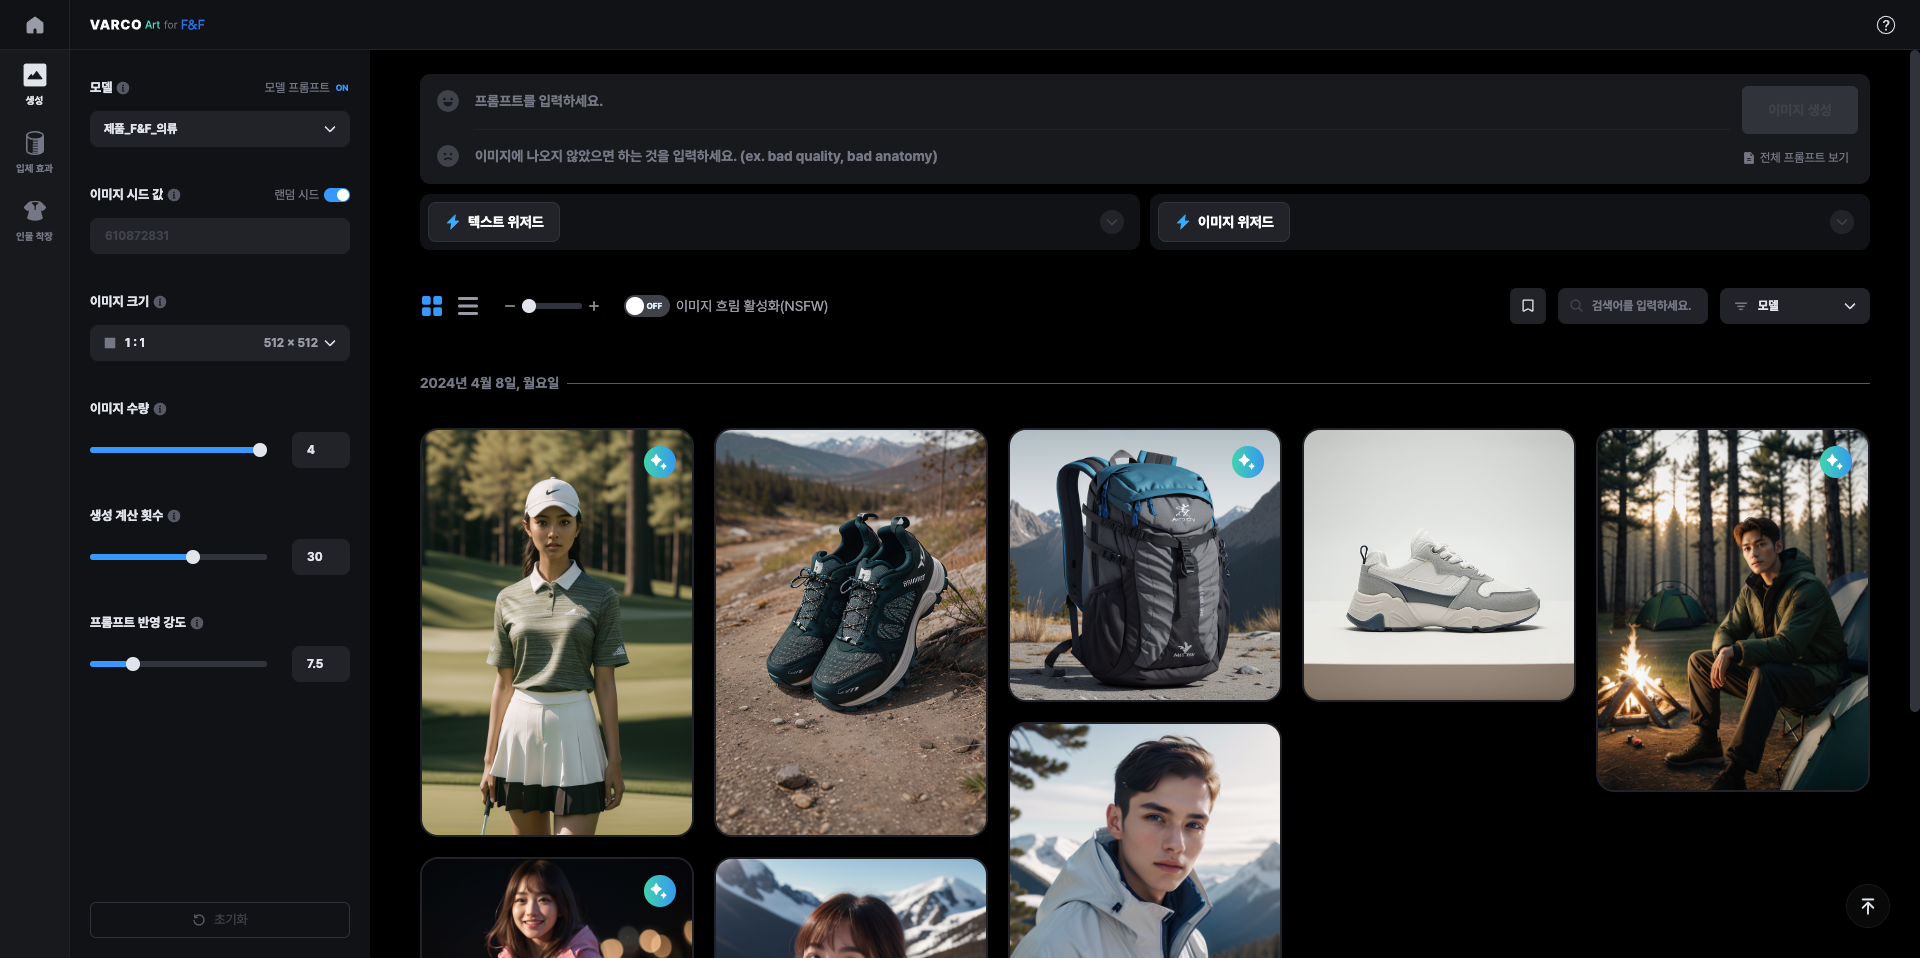 VARCO Art for F&F
생성
입체 효과
인물 착장
모델
모델 프롬프트 ON
제품_F&F_의류
이미지 시드 값
랜덤 시드
610872831
이미지 크기
1 : 1
512 × 512
이미지 수량
4
생성 계산 횟수
30
프롬프트 반영 강도
7.5
초기화
프롬프트를 입력하세요.
이미지 생성
이미지에 나오지 않았으면 하는 것을 입력하세요. (ex. bad quality, bad anatomy)
전체 프롬프트 보기
텍스트 위저드
이미지 위저드
OFF
이미지 흐림 활성화(NSFW)
검색어를 입력하세요.
모델
2024년 4월 8일, 월요일